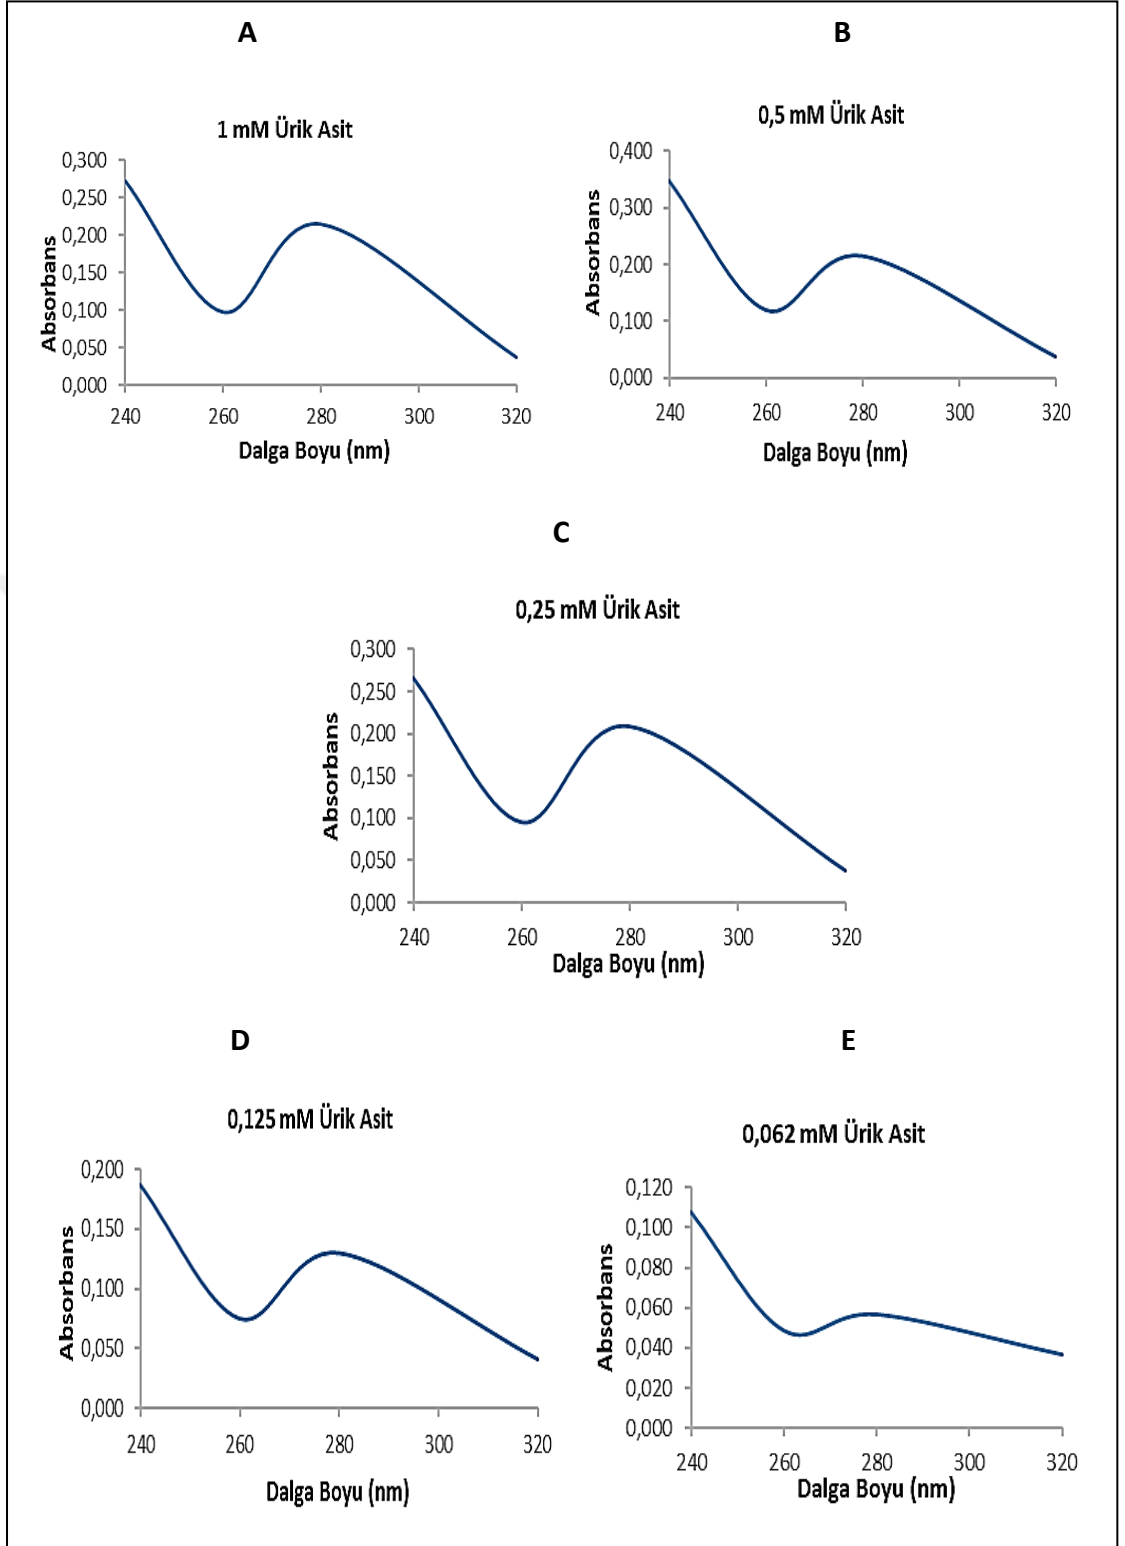 A
1 mM Ürik Asit
0,300
0,250
0,200
0,150
0,100
0,050
0,000
Absorbans
240 260 280 300 320
Dalga Boyu (nm)
B
0,5 mM Ürik Asit
0,400
0,300
0,200
0,100
0,000
Absorbans
240 260 280 300 320
Dalga Boyu (nm)
C
0,25 mM Ürik Asit
0,300
0,250
0,200
0,150
0,100
0,050
0,000
Absorbans
240 260 280 300 320
Dalga Boyu (nm)
D
0,125 mM Ürik Asit
0,200
0,150
0,100
0,050
0,000
Absorbans
240 260 280 300 320
Dalga Boyu (nm)
E
0,062 mM Ürik Asit
0,120
0,100
0,080
0,060
0,040
0,020
0,000
Absorbans
240 260 280 300 320
Dalga Boyu (nm)